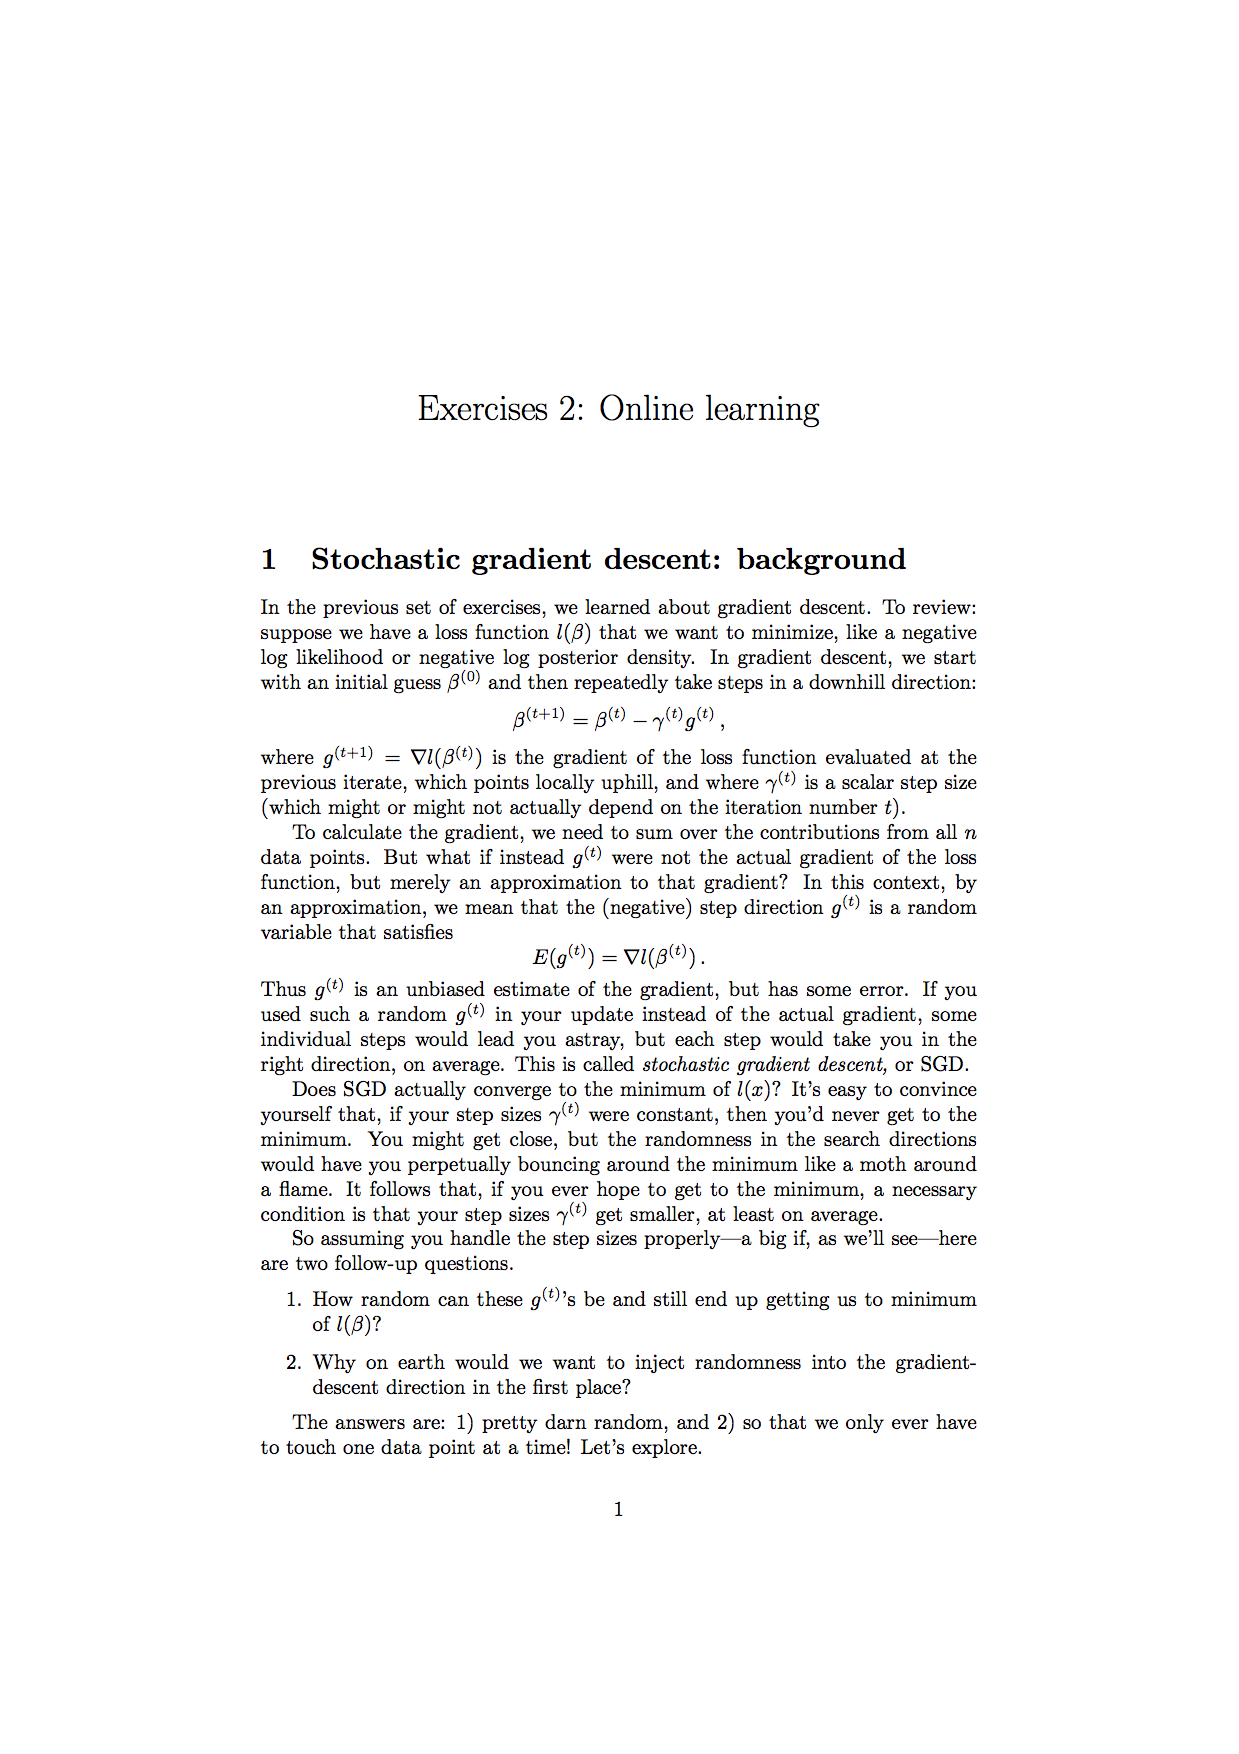 Exercises 2: Online learning
1 Stochastic gradient descent: background
In the previous set of exercises, we learned about gradient descent. To review:
suppose we have a loss function l(β) that we want to minimize, like a negative
log likelihood or negative log posterior density. In gradient descent, we start
with an initial guess β^(0) and then repeatedly take steps in a downhill direction:
β^(t+1) = β^(t) − γ^(t)g^(t) ,
where g^(t+1) = ∇l(β^(t)) is the gradient of the loss function evaluated at the
previous iterate, which points locally uphill, and where γ^(t) is a scalar step size
(which might or might not actually depend on the iteration number t).
To calculate the gradient, we need to sum over the contributions from all n
data points. But what if instead g^(t) were not the actual gradient of the loss
function, but merely an approximation to that gradient? In this context, by
an approximation, we mean that the (negative) step direction g^(t) is a random
variable that satisfies
E(g^(t)) = ∇l(β^(t)) .
Thus g^(t) is an unbiased estimate of the gradient, but has some error. If you
used such a random g^(t) in your update instead of the actual gradient, some
individual steps would lead you astray, but each step would take you in the
right direction, on average. This is called stochastic gradient descent, or SGD.
Does SGD actually converge to the minimum of l(x)? It's easy to convince
yourself that, if your step sizes γ^(t) were constant, then you'd never get to the
minimum. You might get close, but the randomness in the search directions
would have you perpetually bouncing around the minimum like a moth around
a flame. It follows that, if you ever hope to get to the minimum, a necessary
condition is that your step sizes γ^(t) get smaller, at least on average.
So assuming you handle the step sizes properly—a big if, as we'll see—here
are two follow-up questions.
1. How random can these g^(t)'s be and still end up getting us to minimum
of l(β)?
2. Why on earth would we want to inject randomness into the gradient-
descent direction in the first place?
The answers are: 1) pretty darn random, and 2) so that we only ever have
to touch one data point at a time! Let's explore.
1